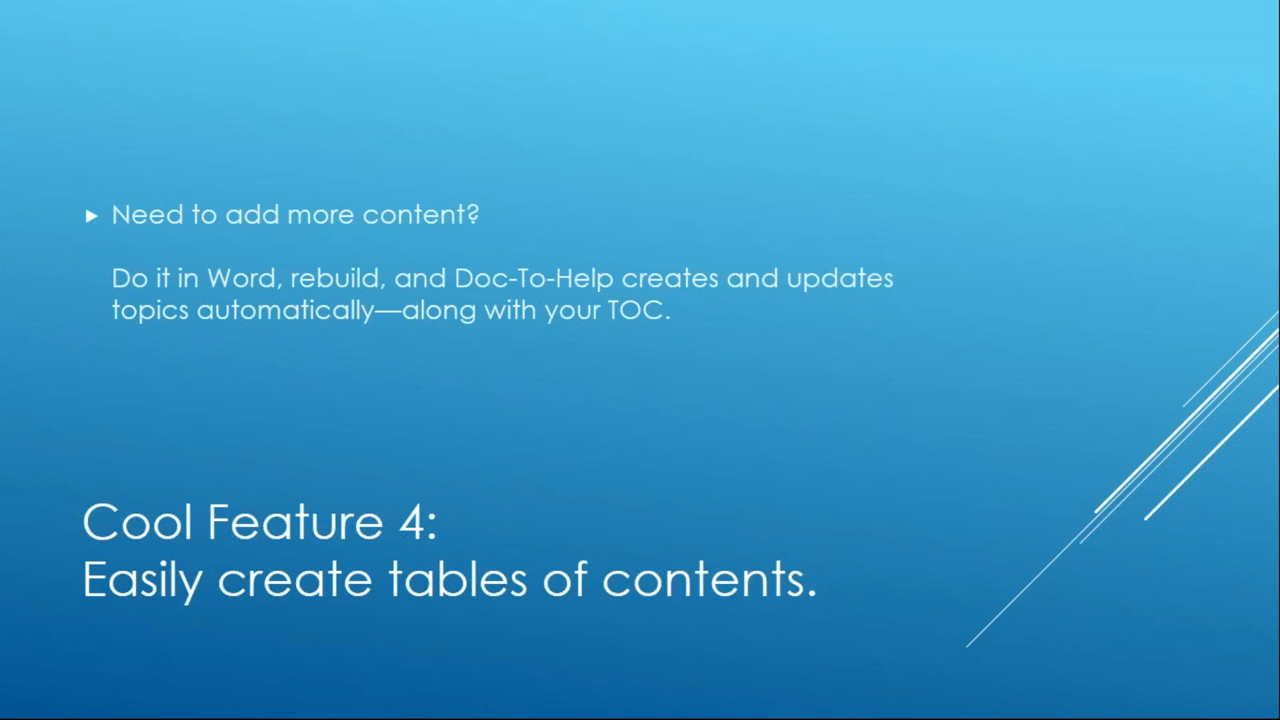 Need to add more content?
Do it in Word, rebuild, and Doc-To-Help creates and updates
topics automatically—along with your TOC.
Cool Feature 4:
Easily create tables of contents.